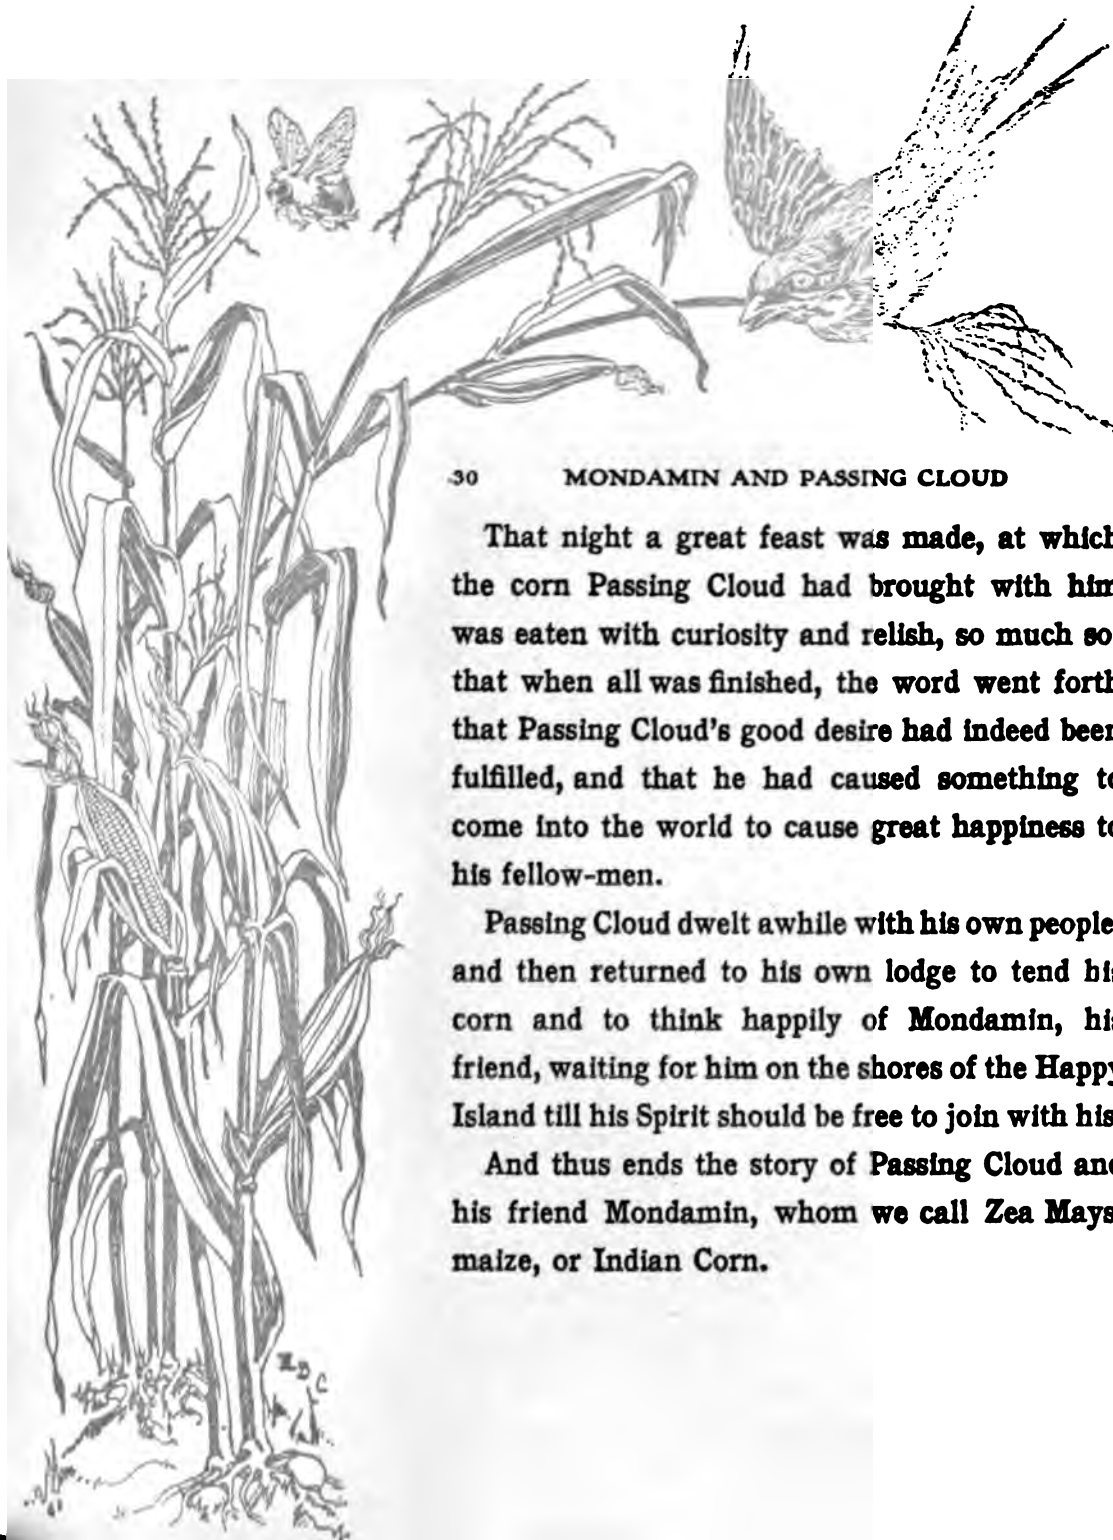 30 MONDAMIN AND PASSING CLOUD
That night a great feast was made, at which
the corn Passing Cloud had brought with him
was eaten with curiosity and relish, so much so
that when all was finished, the word went forth
that Passing Cloud's good desire had indeed been
fulfilled, and that he had caused something to
come into the world to cause great happiness to
his fellow-men.
Passing Cloud dwelt awhile with his own people
and then returned to his own lodge to tend his
corn and to think happily of Mondamin, his
friend, waiting for him on the shores of the Happy
Island till his Spirit should be free to join with his
And thus ends the story of Passing Cloud and
his friend Mondamin, whom we call Zea Mays
maize, or Indian Corn.